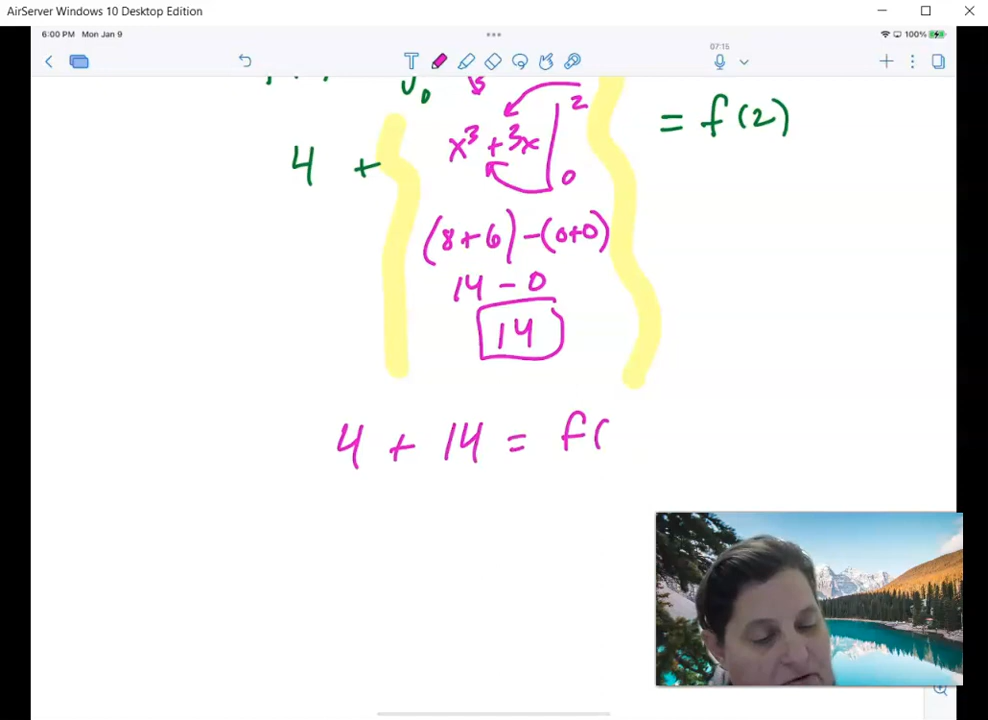 AirServer Windows 10 Desktop Edition
6:00 PM Mon Jan 9
100%
07:15
T
2
x³ + 3x
= f(2)
4 +
0
(8+6) - (0+0)
14 - 0
14
4 + 14 = f(